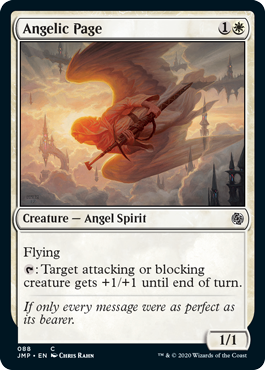 Angelic Page 1
Creature — Angel Spirit
Flying
: Target attacking or blocking
creature gets +1/+1 until end of turn.
If only every message were as perfect as
its bearer.
1/1
088 C
JMP • EN Chris Rahn ™ & © 2020 Wizards of the Coast